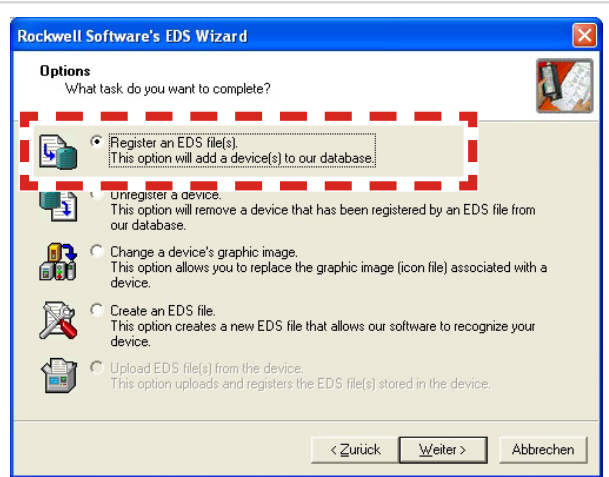 Rockwell Software's EDS Wizard
Options
What task do you want to complete?
Register an EDS file(s).
This option will add a device(s) to our database.
Unregister a device.
This option will remove a device that has been registered by an EDS file from
our database.
Change a device's graphic image.
This option allows you to replace the graphic image (icon file) associated with a
device.
Create an EDS file.
This option creates a new EDS file that allows our software to recognize your
device.
Upload EDS file(s) from the device.
This option uploads and registers the EDS file(s) stored in the device.
< Zurück Weiter > Abbrechen